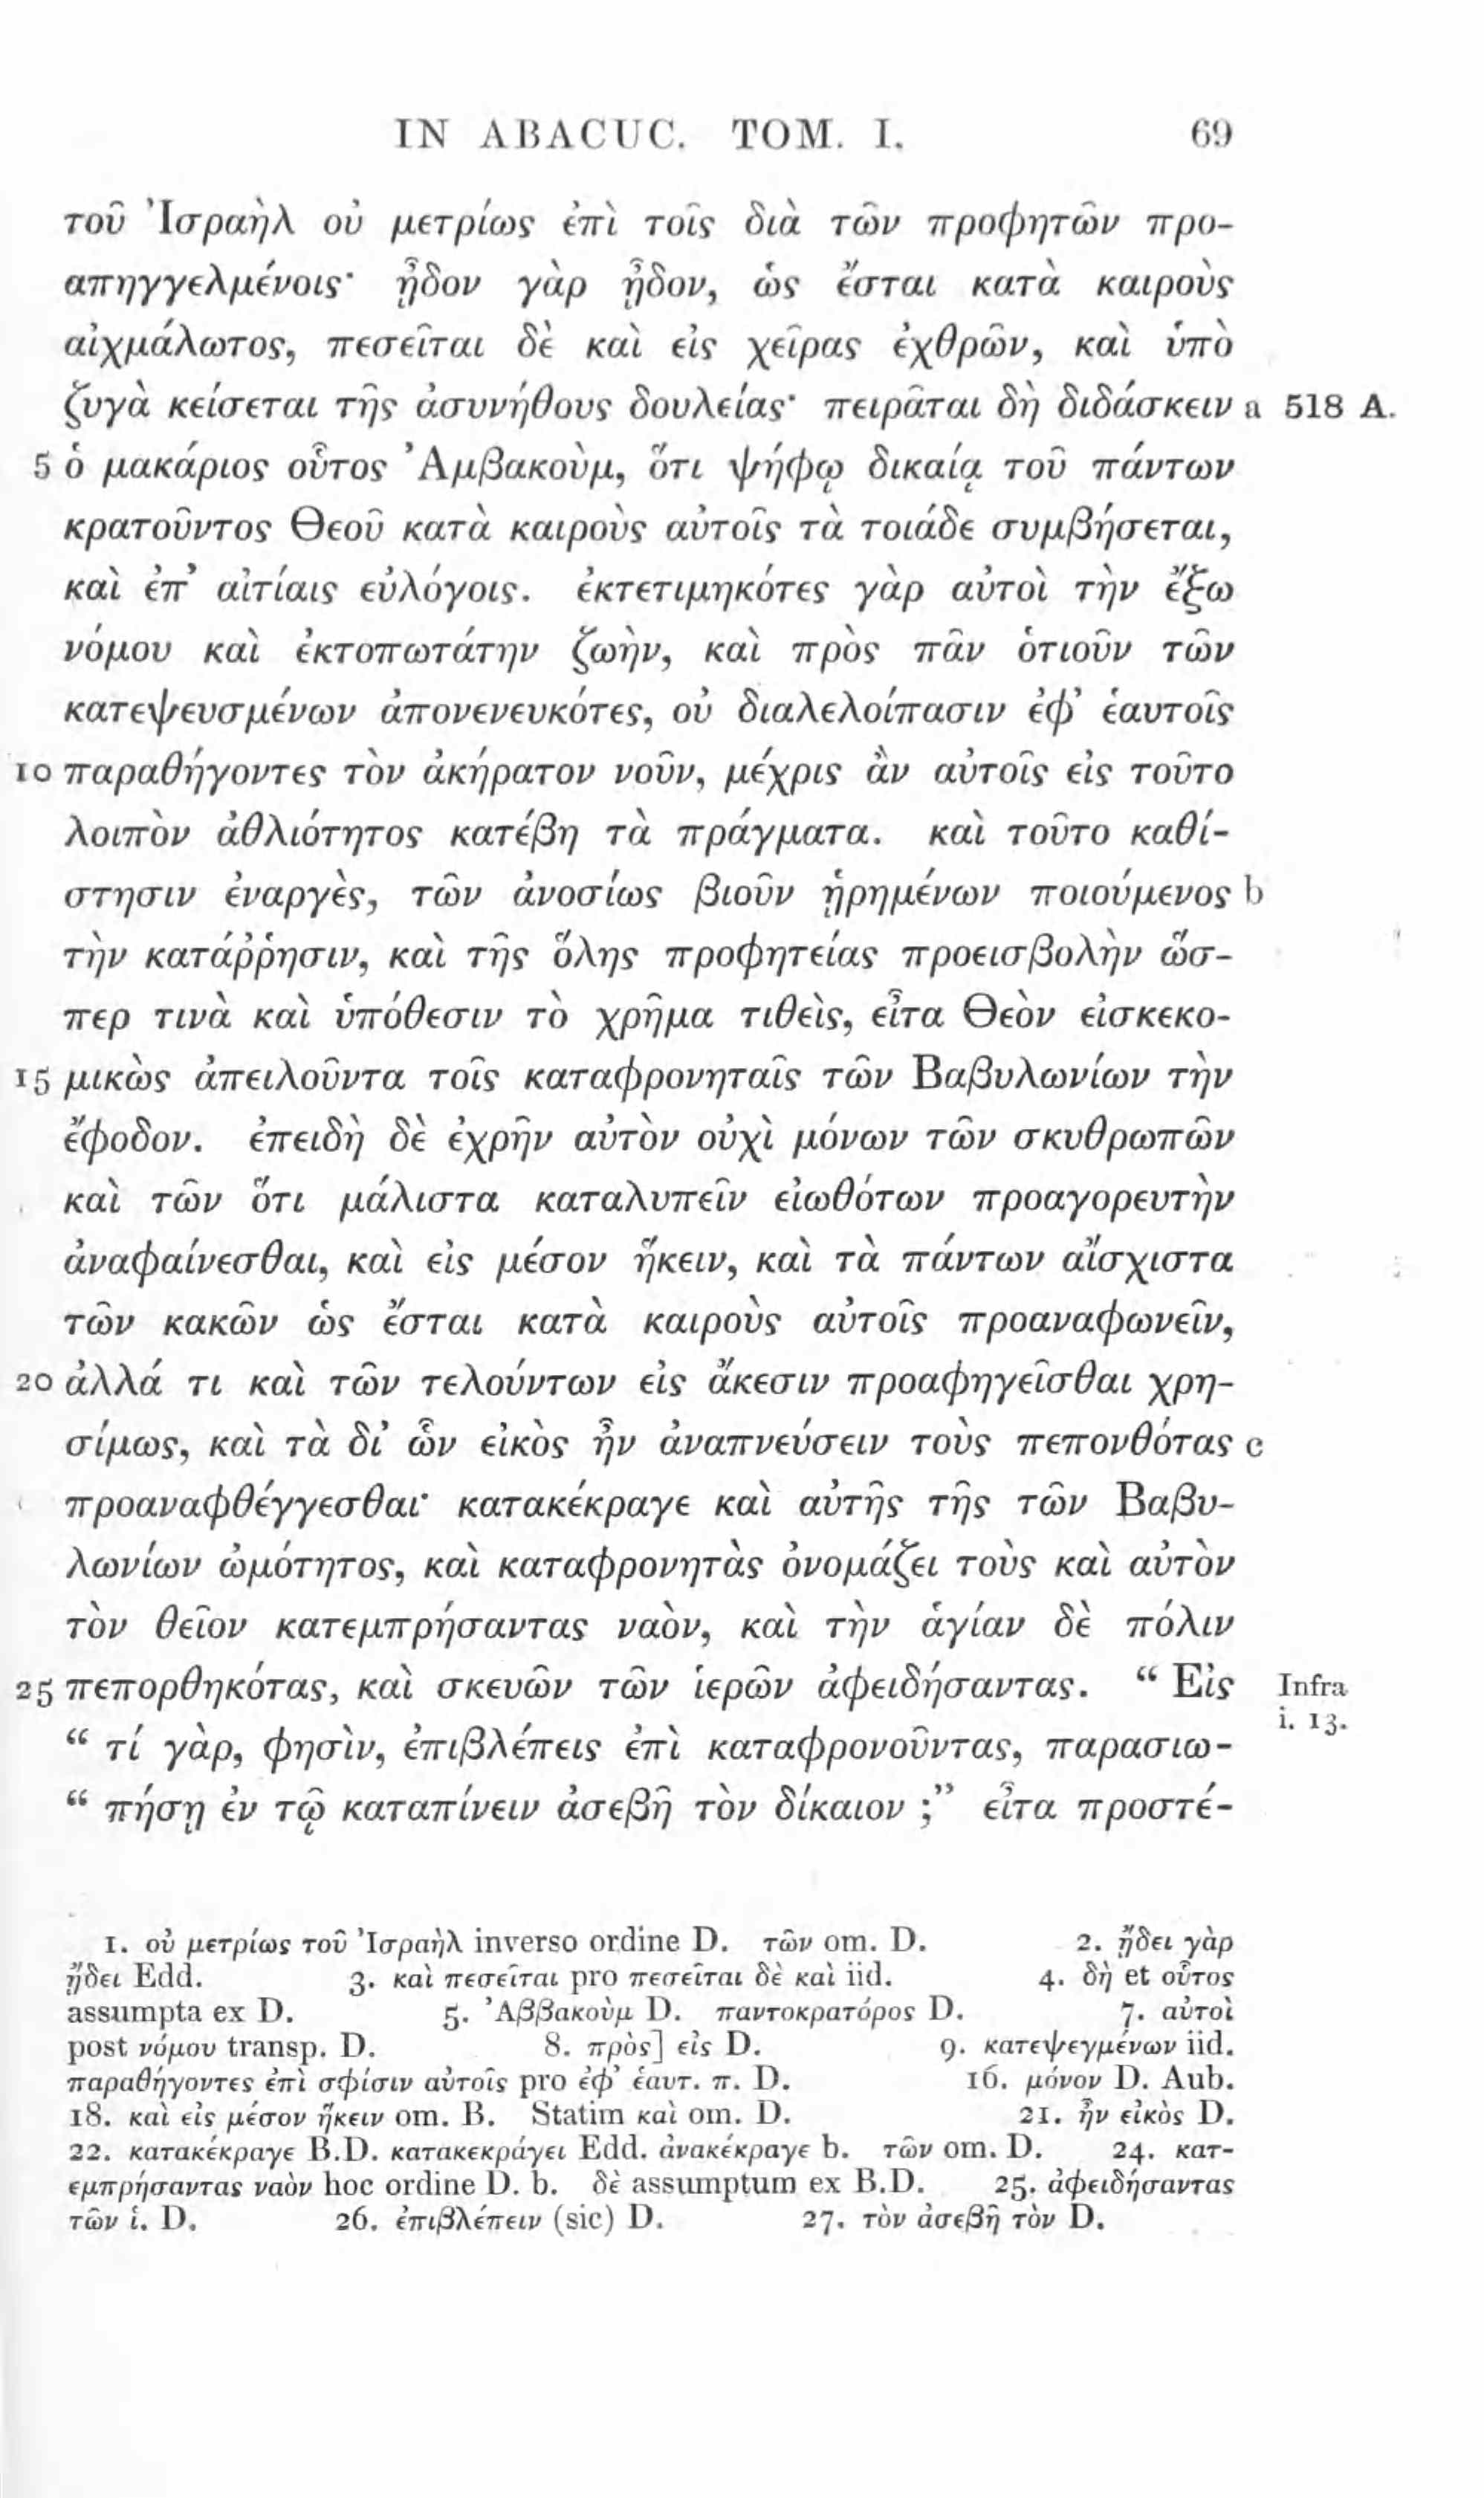 IN ABACUC. TOM. I. 69
τοῦ Ἰσραὴλ οὐ μετρίως ἐπὶ τοῖς διὰ τῶν προφητῶν προ-
απηγγελμένοις· ᾖδον γὰρ ᾖδον, ὡς ἔσται κατὰ καιροὺς
αἰχμάλωτος, πεσεῖται δὲ καὶ εἰς χεῖρας ἐχθρῶν, καὶ ὑπὸ
ζυγὰ κείσεται τῆς ἀσυνήθους δουλείας· πειρᾶται δὴ διδάσκειν a 518 A.
5 ὁ μακάριος οὗτος Ἀμβακοὺμ, ὅτι ψήφῳ δικαίᾳ τοῦ πάντων
κρατοῦντος Θεοῦ κατὰ καιροὺς αὐτοῖς τὰ τοιάδε συμβήσεται,
καὶ ἐπ’ αἰτίαις εὐλόγοις. ἐκτετιμηκότες γὰρ αὐτοὶ τὴν ἔξω
νόμου καὶ ἐκτοπωτάτην ζωὴν, καὶ πρὸς πᾶν ὁτιοῦν τῶν
κατεψευσμένων ἀπονενευκότες, οὐ διαλελοίπασιν ἐφ’ ἑαυτοῖς
10 παραθήγοντες τὸν ἀκήρατον νοῦν, μέχρις ἂν αὐτοῖς εἰς τοῦτο
λοιπὸν ἀθλιότητος κατέβη τὰ πράγματα. καὶ τοῦτο καθί-
στησιν ἐναργὲς, τῶν ἀνοσίως βιοῦν ᾑρημένων ποιούμενος b
τὴν κατάῤῥησιν, καὶ τῆς ὅλης προφητείας προεισβολὴν ὥσ-
περ τινὰ καὶ ὑπόθεσιν τὸ χρῆμα τιθεὶς, εἶτα Θεὸν εἰσκεκο-
15 μικὼς ἀπειλοῦντα τοῖς καταφρονηταῖς τῶν Βαβυλωνίων τὴν
ἔφοδον. ἐπειδὴ δὲ ἐχρῆν αὐτὸν οὐχὶ μόνων τῶν σκυθρωπῶν
καὶ τῶν ὅτι μάλιστα καταλυπεῖν εἰωθότων προαγορευτὴν
ἀναφαίνεσθαι, καὶ εἰς μέσον ἥκειν, καὶ τὰ πάντων αἴσχιστα
τῶν κακῶν ὡς ἔσται κατὰ καιροὺς αὐτοῖς προαναφωνεῖν,
20 ἀλλά τι καὶ τῶν τελούντων εἰς ἄκεσιν προαφηγεῖσθαι χρη-
σίμως, καὶ τὰ δι’ ὧν εἰκὸς ἦν ἀναπνεύσειν τοὺς πεπονθότας c
προαναφθέγγεσθαι· κατακέκραγε καὶ αὐτῆς τῆς τῶν Βαβυ-
λωνίων ὠμότητος, καὶ καταφρονητὰς ὀνομάζει τοὺς καὶ αὐτὸν
τὸν θεῖον κατεμπρήσαντας ναὸν, καὶ τὴν ἁγίαν δὲ πόλιν
25 πεπορθηκότας, καὶ σκευῶν τῶν ἱερῶν ἀφειδήσαντας. “ Εἰς Infra
“ τί γὰρ, φησὶν, ἐπιβλέπεις ἐπὶ καταφρονοῦντας, παρασιω- i. 13.
“ πήσῃ ἐν τῷ καταπίνειν ἀσεβῆ τὸν δίκαιον ;” εἶτα προστέ-
1. οὐ μετρίως τοῦ Ἰσραὴλ inverso ordine D. τῶν om. D. 2. ᾔδει γὰρ
ᾔδει Edd. 3. καὶ πεσεῖται pro πεσεῖται δὲ καὶ iid. 4. δὴ et οὗτος
assumpta ex D. 5. Ἀββακοὺμ D. παντοκρατόρος D. 7. αὐτοὶ
post νόμου transp. D. 8. πρὸς] εἰς D. 9. κατεψεγμένων iid.
παραθήγοντες ἐπὶ σφίσιν αὐτοῖς pro ἐφ’ ἑαυτ. π. D. 16. μόνον D. Aub.
18. καὶ εἰς μέσον ἥκειν om. B. Statim καὶ om. D. 21. ἦν εἰκὸς D.
22. κατακέκραγε B.D. κατακεκράγει Edd. ἀνακέκραγε b. τῶν om. D. 24. κατ-
εμπρήσαντας ναὸν hoc ordine D. b. δὲ assumptum ex B.D. 25. ἀφειδήσαντας
τῶν ἱ. D. 26. ἐπιβλέπειν (sic) D. 27. τὸν ἀσεβῆ τὸν D.